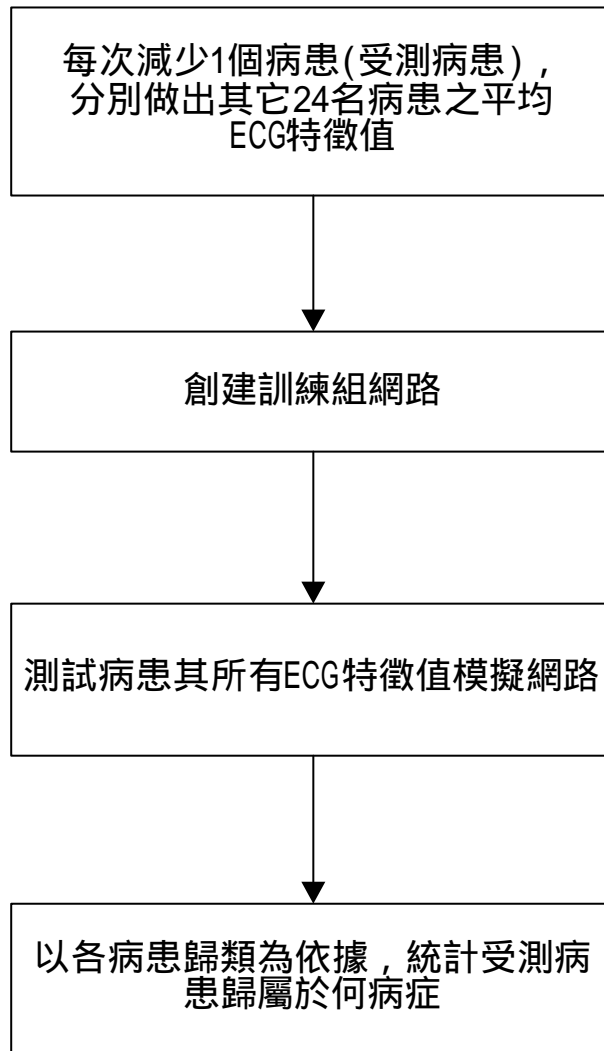 每次減少1個病患(受測病患)，
分別做出其它24名病患之平均
ECG特徵值
創建訓練組網路
測試病患其所有ECG特徵值模擬網路
以各病患歸類為依據，統計受測病
患歸屬於何病症